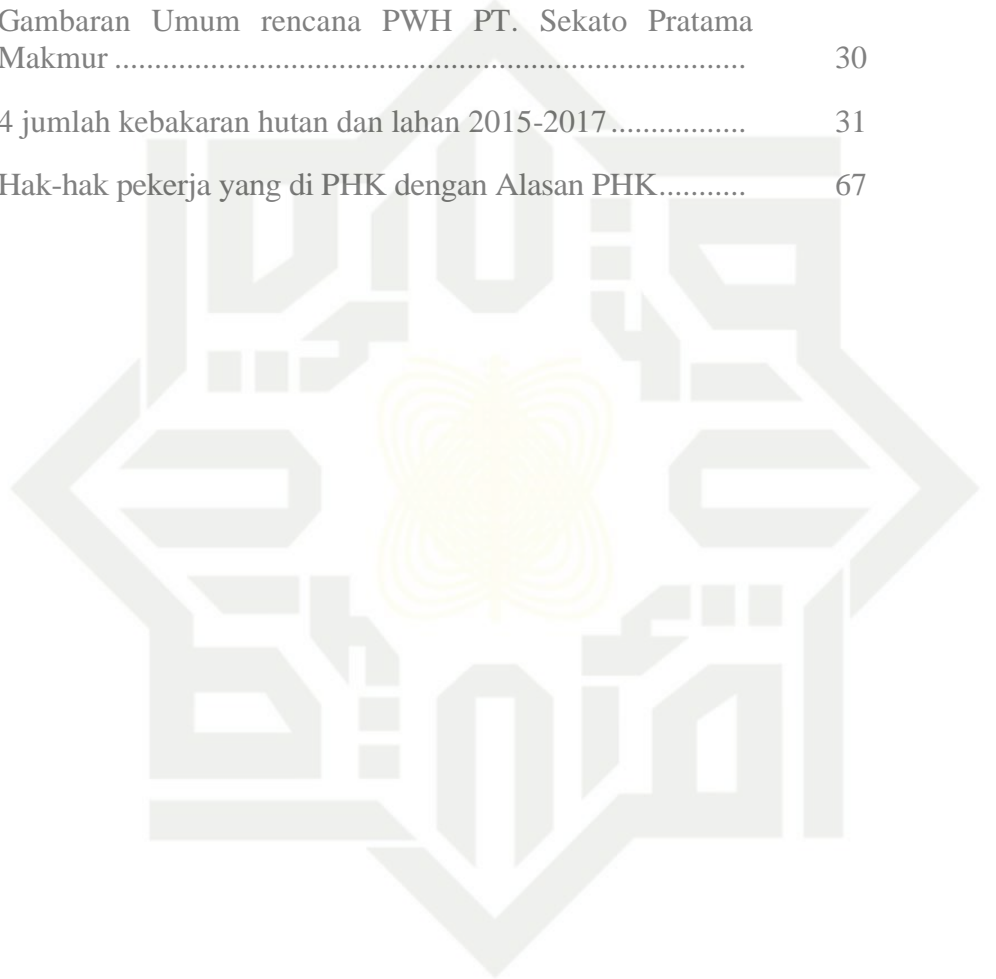 Gambaran Umum rencana PWH PT. Sekato Pratama
Makmur ...................................................................... 30
4 jumlah kebakaran hutan dan lahan 2015-2017 ............... 31
Hak-hak pekerja yang di PHK dengan Alasan PHK........... 67